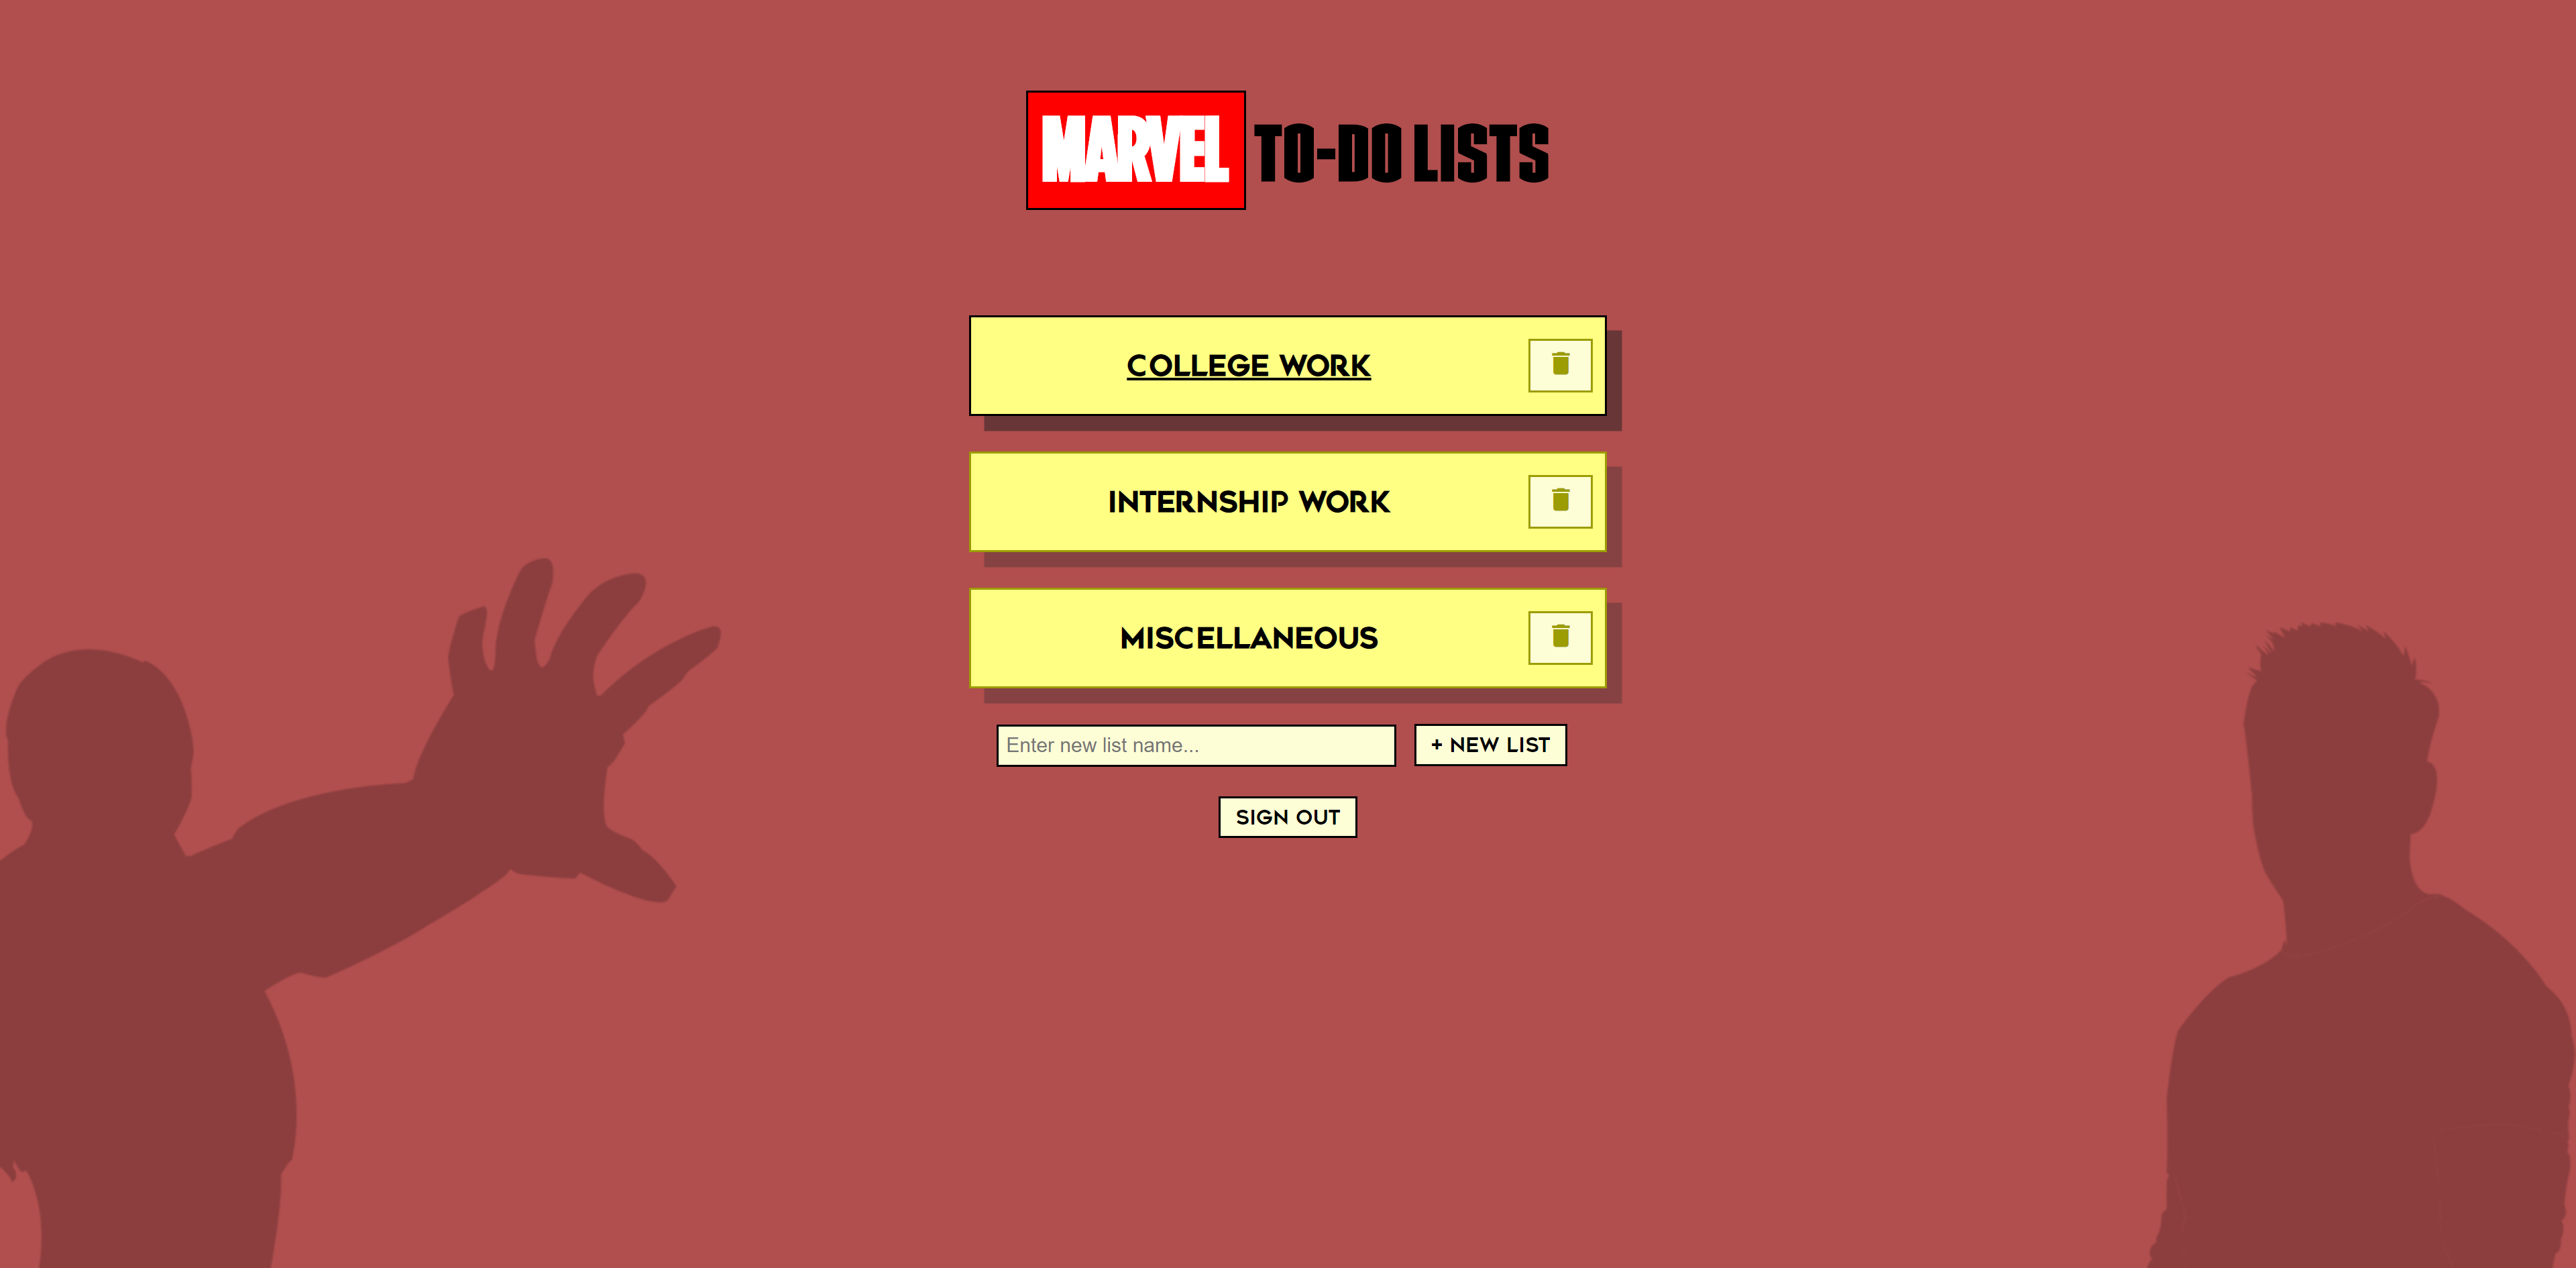 MARVEL TO-DO LISTS
COLLEGE WORK
INTERNSHIP WORK
MISCELLANEOUS
Enter new list name... + NEW LIST
SIGN OUT